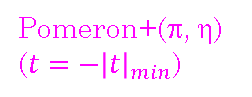 Pomeron+(π, η)
(t = −|t|min)